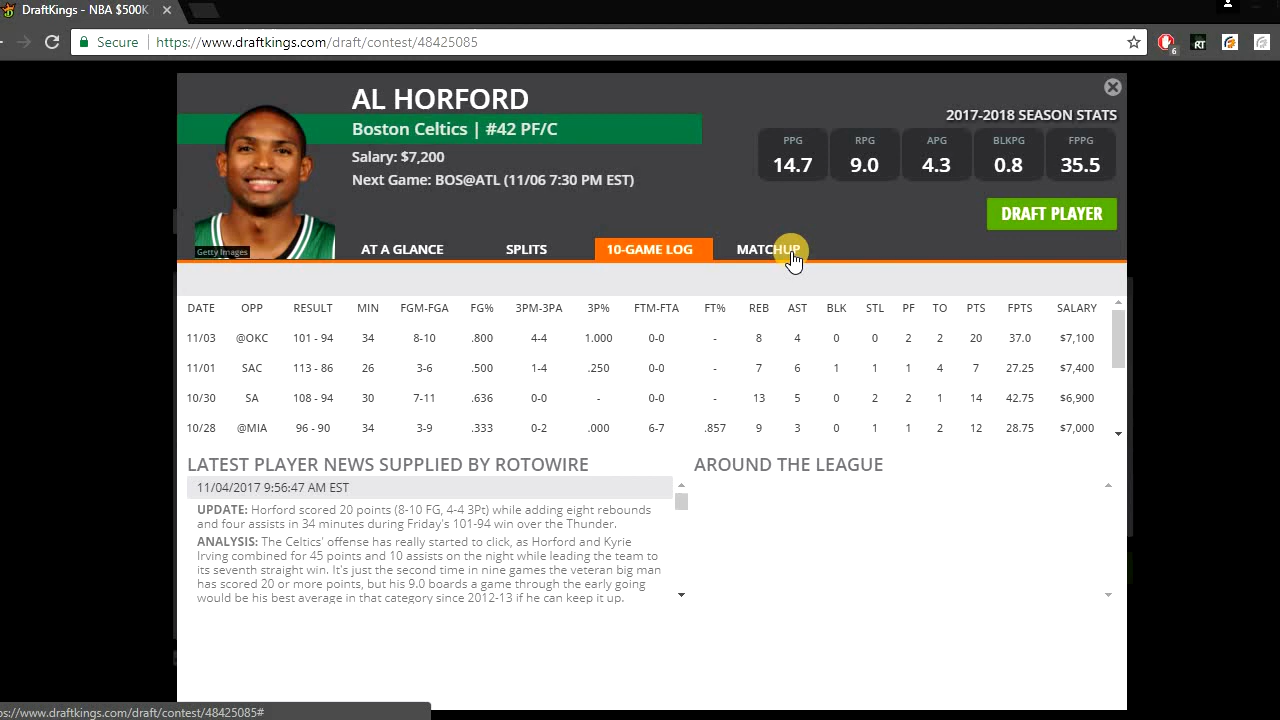 DraftKings - NBA $500K
Secure https://www.draftkings.com/draft/contest/48425085
6
RT
AL HORFORD
Boston Celtics | #42 PF/C
Salary: $7,200
Next Game: BOS@ATL (11/06 7:30 PM EST)
Getty Images
2017-2018 SEASON STATS
PPG RPG APG BLKPG FPPG
14.7 9.0 4.3 0.8 35.5
DRAFT PLAYER
AT A GLANCE SPLITS 10-GAME LOG MATCHUP
DATE OPP RESULT MIN FGM-FGA FG% 3PM-3PA 3P% FTM-FTA FT% REB AST BLK STL PF TO PTS FPTS SALARY
11/03 @OKC 101 - 94 34 8-10 .800 4-4 1.000 0-0 - 8 4 0 0 2 2 20 37.0 $7,100
11/01 SAC 113 - 86 26 3-6 .500 1-4 .250 0-0 - 7 6 1 1 1 4 7 27.25 $7,400
10/30 SA 108 - 94 30 7-11 .636 0-0 - 0-0 - 13 5 0 2 2 1 14 42.75 $6,900
10/28 @MIA 96 - 90 34 3-9 .333 0-2 .000 6-7 .857 9 3 0 1 1 2 12 28.75 $7,000
LATEST PLAYER NEWS SUPPLIED BY ROTOWIRE
11/04/2017 9:56:47 AM EST
UPDATE: Horford scored 20 points (8-10 FG, 4-4 3Pt) while adding eight rebounds
and four assists in 34 minutes during Friday's 101-94 win over the Thunder.
ANALYSIS: The Celtics' offense has really started to click, as Horford and Kyrie
Irving combined for 45 points and 10 assists on the night while leading the team to
its seventh straight win. It's just the second time in nine games the veteran big man
has scored 20 or more points, but his 9.0 boards a game through the early going
would be his best average in that category since 2012-13 if he can keep it up.
AROUND THE LEAGUE
ps://www.draftkings.com/draft/contest/48425085#